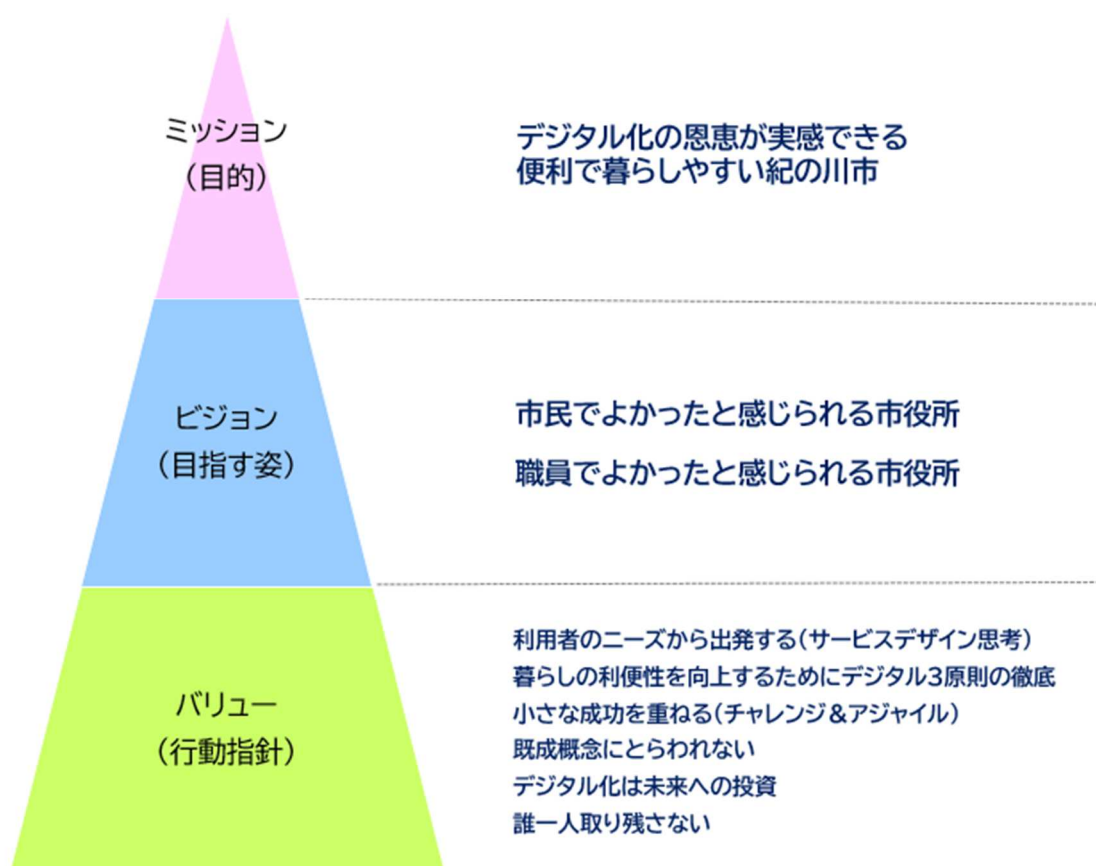 ミッション
（目的）
デジタル化の恩恵が実感できる
便利で暮らしやすい紀の川市
ビジョン
（目指す姿）
市民でよかったと感じられる市役所
職員でよかったと感じられる市役所
バリュー
（行動指針）
利用者のニーズから出発する（サービスデザイン思考）
暮らしの利便性を向上するためにデジタル3原則の徹底
小さな成功を重ねる（チャレンジ＆アジャイル）
既成概念にとらわれない
デジタル化は未来への投資
誰一人取り残さない